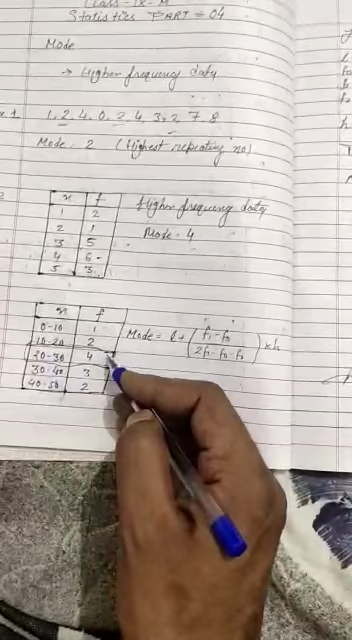 Class-IX-M
Statistics PART = 04
Mode
→ Higher frequency data
1, 2, 4, 0, 2, 4, 3, 2, 7, 8
Mode. 2 (Highest repeating no)
x f
1 2
2 1
3 5
4 6
5 3
Higher frequency data
Mode - 4
x f
0-10 1
10-20 2
20-30 4
30-40 3
40-50 2
Mode = l + (f₁-f₀ / 2f₁-f₀-f₂) x h